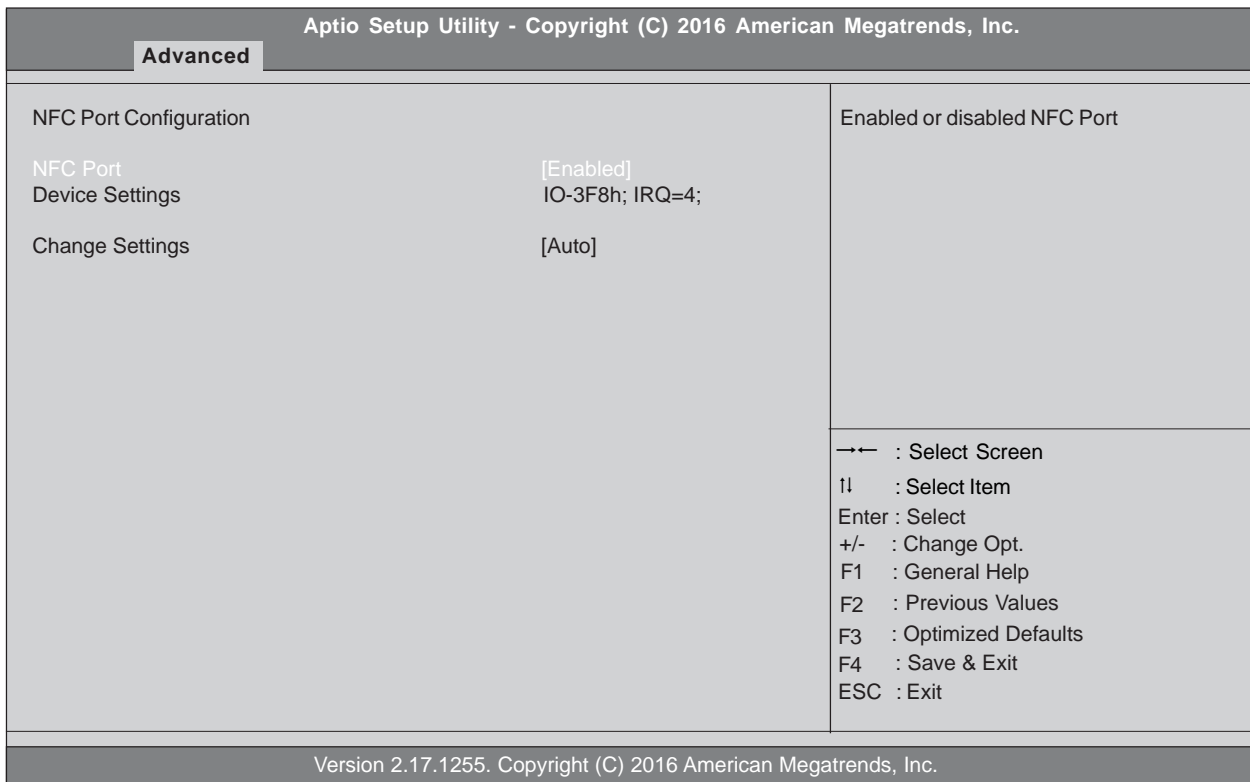 Aptio Setup Utility - Copyright (C) 2016 American Megatrends, Inc.
Advanced
NFC Port Configuration
NFC Port [Enabled]
Device Settings IO-3F8h; IRQ=4;
Change Settings [Auto]
Enabled or disabled NFC Port
→← : Select Screen
↑↓ : Select Item
Enter : Select
+/- : Change Opt.
F1 : General Help
F2 : Previous Values
F3 : Optimized Defaults
F4 : Save & Exit
ESC : Exit
Version 2.17.1255. Copyright (C) 2016 American Megatrends, Inc.